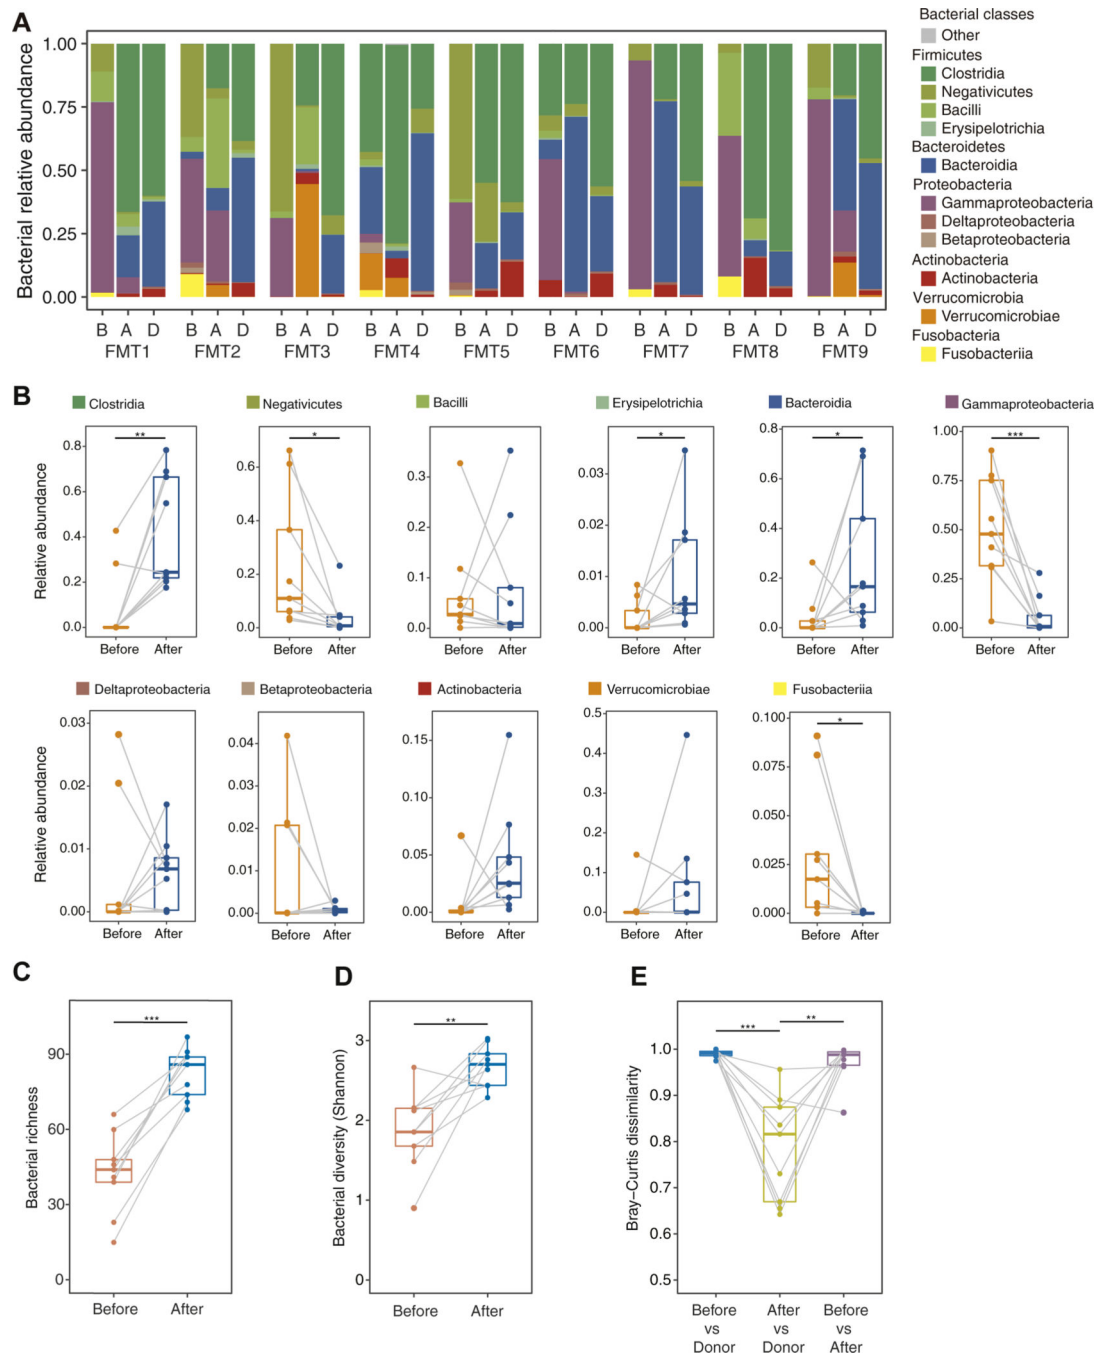 A
Bacterial relative abundance
1.00
0.75
0.50
0.25
0.00
B A D B A D B A D B A D B A D B A D B A D B A D B A D
FMT1 FMT2 FMT3 FMT4 FMT5 FMT6 FMT7 FMT8 FMT9
Bacterial classes
Other
Firmicutes
Clostridia
Negativicutes
Bacilli
Erysipelotrichia
Bacteroidetes
Bacteroidia
Proteobacteria
Gammaproteobacteria
Deltaproteobacteria
Betaproteobacteria
Actinobacteria
Actinobacteria
Verrucomicrobia
Verrucomicrobiae
Fusobacteria
Fusobacteriia
B
Relative abundance
Clostridia
**
0.8
0.6
0.4
0.2
0.0
Before After
Negativicutes
*
0.6
0.4
0.2
0.0
Before After
Bacilli
0.3
0.2
0.1
0.0
Before After
Erysipelotrichia
*
0.03
0.02
0.01
0.00
Before After
Bacteroidia
*
0.8
0.6
0.4
0.2
0.0
Before After
Gammaproteobacteria
***
1.00
0.75
0.50
0.25
0.00
Before After
Relative abundance
Deltaproteobacteria
0.03
0.02
0.01
0.00
Before After
Betaproteobacteria
0.04
0.03
0.02
0.01
0.00
Before After
Actinobacteria
0.15
0.10
0.05
0.00
Before After
Verrucomicrobiae
0.5
0.4
0.3
0.2
0.1
0.0
Before After
Fusobacteriia
*
0.100
0.075
0.050
0.025
0.000
Before After
C
Bacterial richness
***
90
60
30
0
Before After
D
Bacterial diversity (Shannon)
**
3
2
1
0
Before After
E
Bray–Curtis dissimilarity
*** **
1.0
0.9
0.8
0.7
0.6
0.5
Before After Before
vs vs vs
Donor Donor After